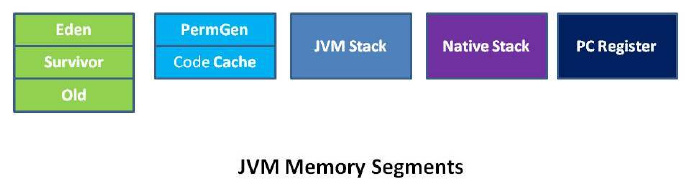 Eden
Survivor
Old
PermGen
Code Cache
JVM Stack
Native Stack
PC Register
JVM Memory Segments